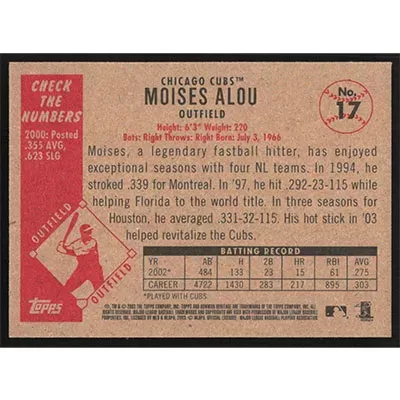 CHECK
THE
NUMBERS
2000: Posted
.355 AVG,
.623 SLG
CHICAGO CUBS™
MOISES ALOU
OUTFIELD
Height: 6'3" Weight: 220
Bats: Right Throws: Right Born: July 3, 1966
No.
17
Moises, a legendary fastball hitter, has enjoyed
exceptional seasons with four NL teams. In 1994, he
stroked .339 for Montreal. In '97, he hit .292-23-115 while
helping Florida to the world title. In three seasons for
Houston, he averaged .331-32-115. His hot stick in '03
helped revitalize the Cubs.
OUTFIELD
OUTFIELD
Topps
BATTING RECORD
YR AB H 2B HR RBI AVG
2002* 484 133 23 15 61 .275
CAREER 4722 1430 283 217 895 .303
*PLAYED WITH CUBS